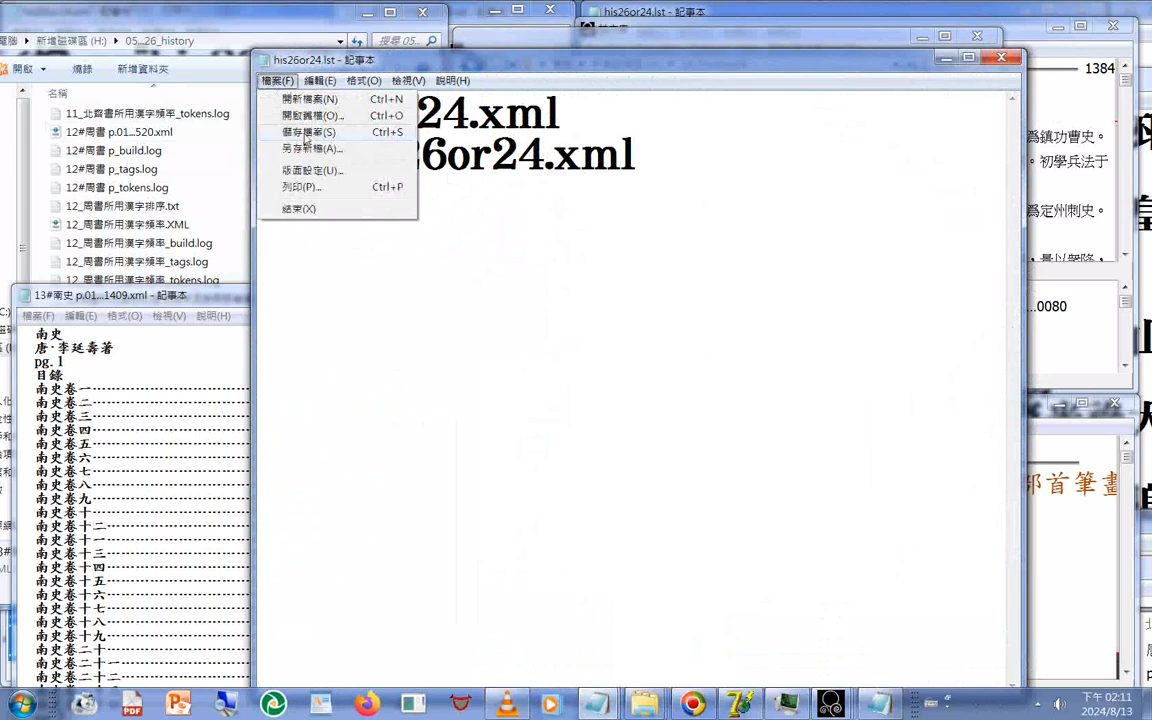 his26or24.lst - 記事本
電腦 ▸ 新增磁碟區 (H:) ▸ 05...26_history
搜尋 05...
開啟 燒錄 新增資料夾
名稱
11_北齊書所用漢字頻率_tokens.log
12#周書 p.01...520.xml
12#周書 p_build.log
12#周書 p_tags.log
12#周書 p_tokens.log
12_周書所用漢字排序.txt
12_周書所用漢字頻率.XML
12_周書所用漢字頻率_build.log
12_周書所用漢字頻率_tags.log
12_周書所用漢字頻率_tokens.log
his26or24.lst - 記事本
檔案(F) 編輯(E) 格式(O) 檢視(V) 說明(H)
開新檔案(N) Ctrl+N
開啟舊檔(O)... Ctrl+O
儲存檔案(S) Ctrl+S
另存新檔(A)...
版面設定(U)...
列印(P)... Ctrl+P
結束(X)
24.xml
26or24.xml
1384
爲鎮功曹史。
。初學兵法于
爲定州刺史。
...0080
部首筆畫
13#南史 p.01...1409.xml - 記事本
檔案(F) 編輯(E) 格式(O) 檢視(V) 說明(H)
南史
唐·李延壽著
pg.1
目錄
南史卷一
南史卷二
南史卷三
南史卷四
南史卷五
南史卷六
南史卷七
南史卷八
南史卷九
南史卷十
南史卷十二
南史卷十一
南史卷十三
南史卷十四
南史卷十五
南史卷十六
南史卷十七
南史卷十八
南史卷十九
南史卷二十
南史卷二十一
南史卷二十二
下午 02:11
2024/8/13